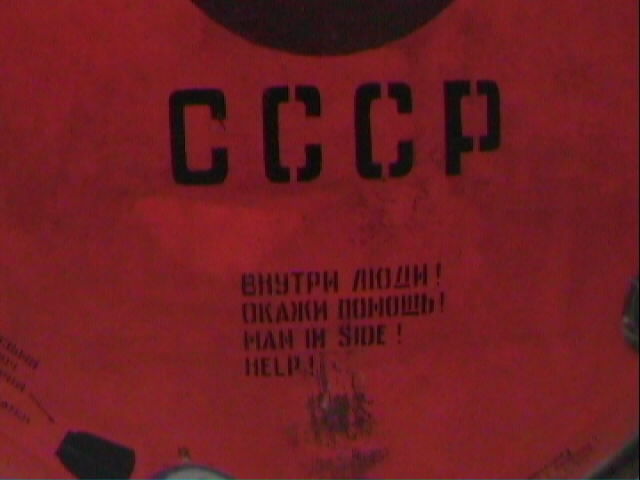 СССР
ВНУТРИ ЛЮДИ!
ОКАЖИ ПОМОЩЬ!
MAN IN SIDE!
HELP!